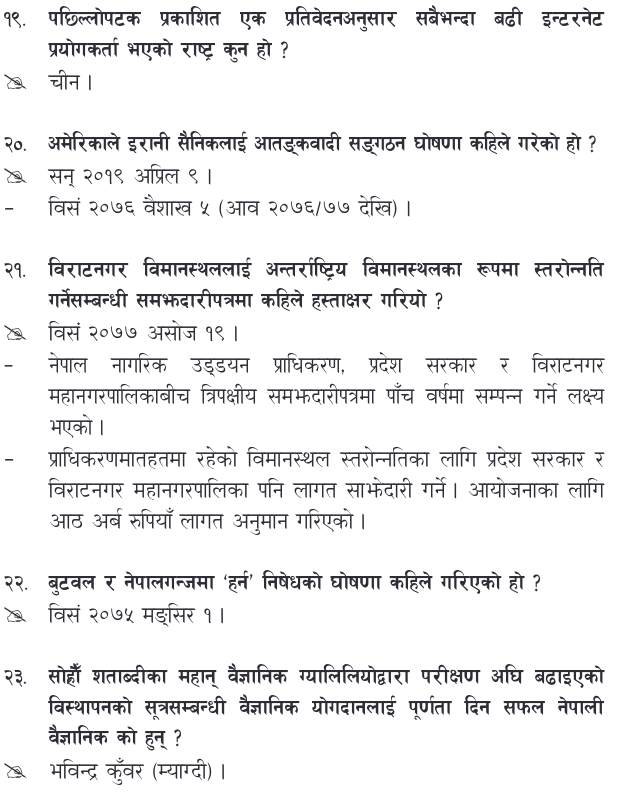 १९. पछिल्लोपटक प्रकाशित एक प्रतिवेदनअनुसार सबैभन्दा बढी इन्टरनेट
प्रयोगकर्ता भएको राष्ट्र कुन हो ?
चीन ।
२०. अमेरिकाले इरानी सैनिकलाई आतङ्कवादी सङ्गठन घोषणा कहिले गरेको हो ?
सन् २०१९ अप्रिल ९ ।
– विसं २०७६ वैशाख ५ (आव २०७६/७७ देखि) ।
२१. विराटनगर विमानस्थललाई अन्तर्राष्ट्रिय विमानस्थलका रूपमा स्तरोन्नति
गर्नेसम्बन्धी समझदारीपत्रमा कहिले हस्ताक्षर गरियो ?
विसं २०७७ असोज १९ ।
– नेपाल नागरिक उड्डयन प्राधिकरण, प्रदेश सरकार र विराटनगर
महानगरपालिकाबीच त्रिपक्षीय समझदारीपत्रमा पाँच वर्षमा सम्पन्न गर्ने लक्ष्य
भएको ।
– प्राधिकरणमातहतमा रहेको विमानस्थल स्तरोन्नतिका लागि प्रदेश सरकार र
विराटनगर महानगरपालिका पनि लागत साझेदारी गर्ने । आयोजनाका लागि
आठ अर्ब रुपियाँ लागत अनुमान गरिएको ।
२२. बुटवल र नेपालगन्जमा ‘हर्न’ निषेधको घोषणा कहिले गरिएको हो ?
विसं २०७५ मङ्सिर १ ।
२३. सोह्रौँ शताब्दीका महान् वैज्ञानिक ग्यालिलियोद्वारा परीक्षण अघि बढाइएको
विस्थापनको सूत्रसम्बन्धी वैज्ञानिक योगदानलाई पूर्णता दिन सफल नेपाली
वैज्ञानिक को हुन् ?
भविन्द्र कुँवर (म्याग्दी) ।